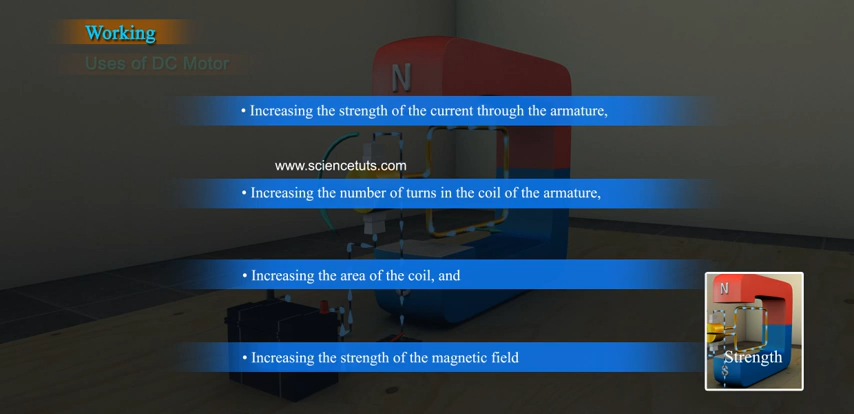 Working
Uses of DC Motor
N
• Increasing the strength of the current through the armature,
www.sciencetuts.com
• Increasing the number of turns in the coil of the armature,
• Increasing the area of the coil, and
N
• Increasing the strength of the magnetic field
Strength
S